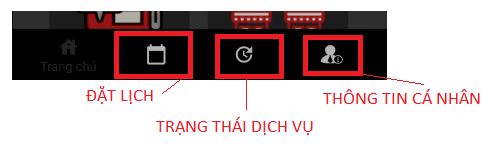 Trang chủ
ĐẶT LỊCH
THÔNG TIN CÁ NHÂN
TRẠNG THÁI DỊCH VỤ